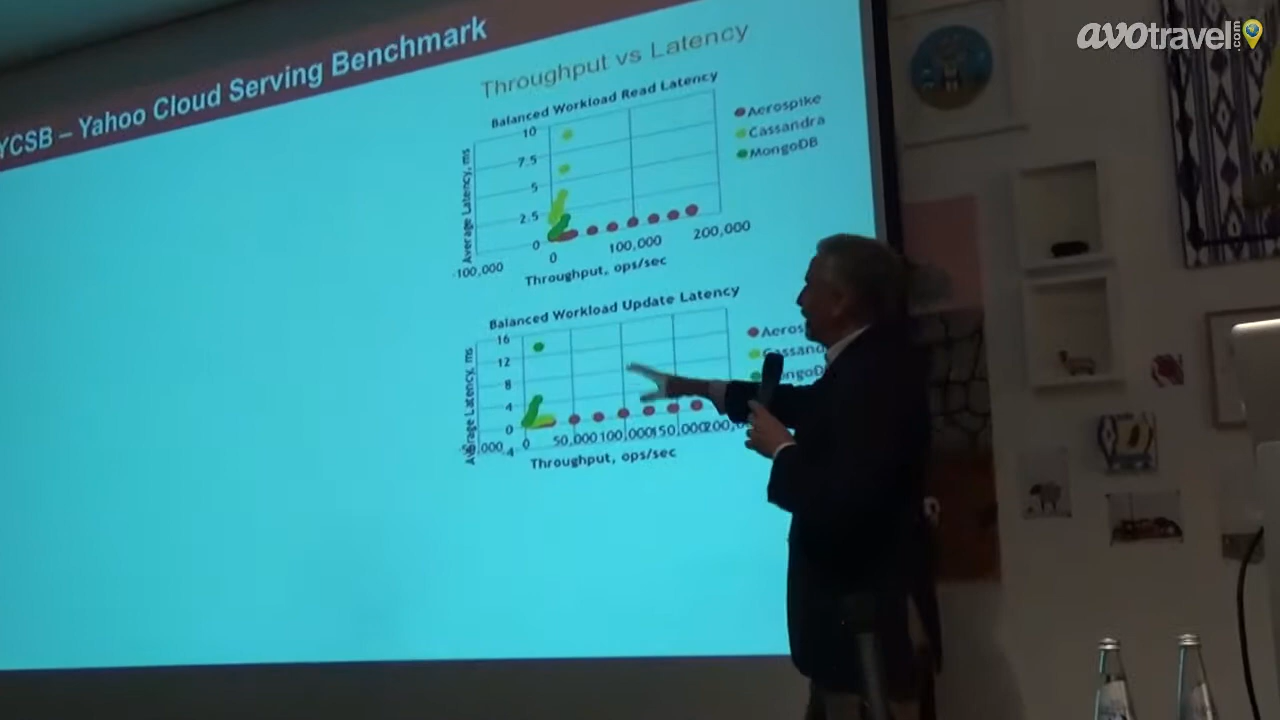 avotravel.com
YCSB – Yahoo Cloud Serving Benchmark
Throughput vs Latency
Balanced Workload Read Latency
Average Latency, ms
10
7.5
5
2.5
0
-100,000
0
100,000
200,000
Throughput, ops/sec
Aerospike
Cassandra
MongoDB
Balanced Workload Update Latency
Average Latency, ms
16
12
8
4
0
-4
0
50,000
100,000
150,000
200,0
Throughput, ops/sec
Aeros
Cassand
ongoD